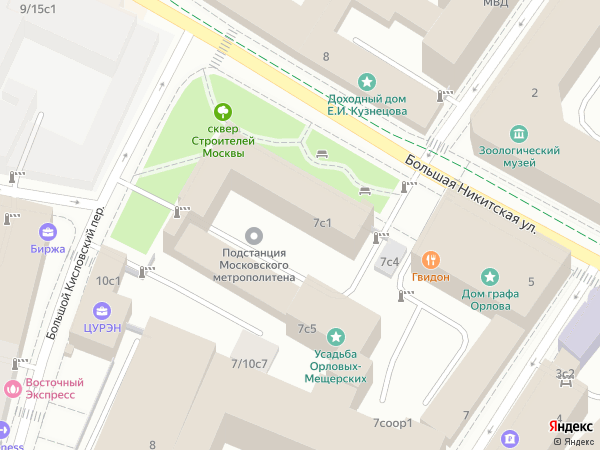 9/15с1
МВД
8
Доходный дом
Е.И. Кузнецова
2
сквер
Строителей
Москвы
Зоологический
музей
Большая Никитская ул.
7с1
Биржа
Подстанция
Московского
метрополитена
7с4
Гвидон
5
Дом графа
Орлова
10с1
Большой Кисловский пер.
ЦУРЭН
7с5
Усадьба
Орловых-
Мещерских
7/10с7
3с2
Восточный
Экспресс
7
7соор1
4
8
ness
Яндекс
© Яндекс